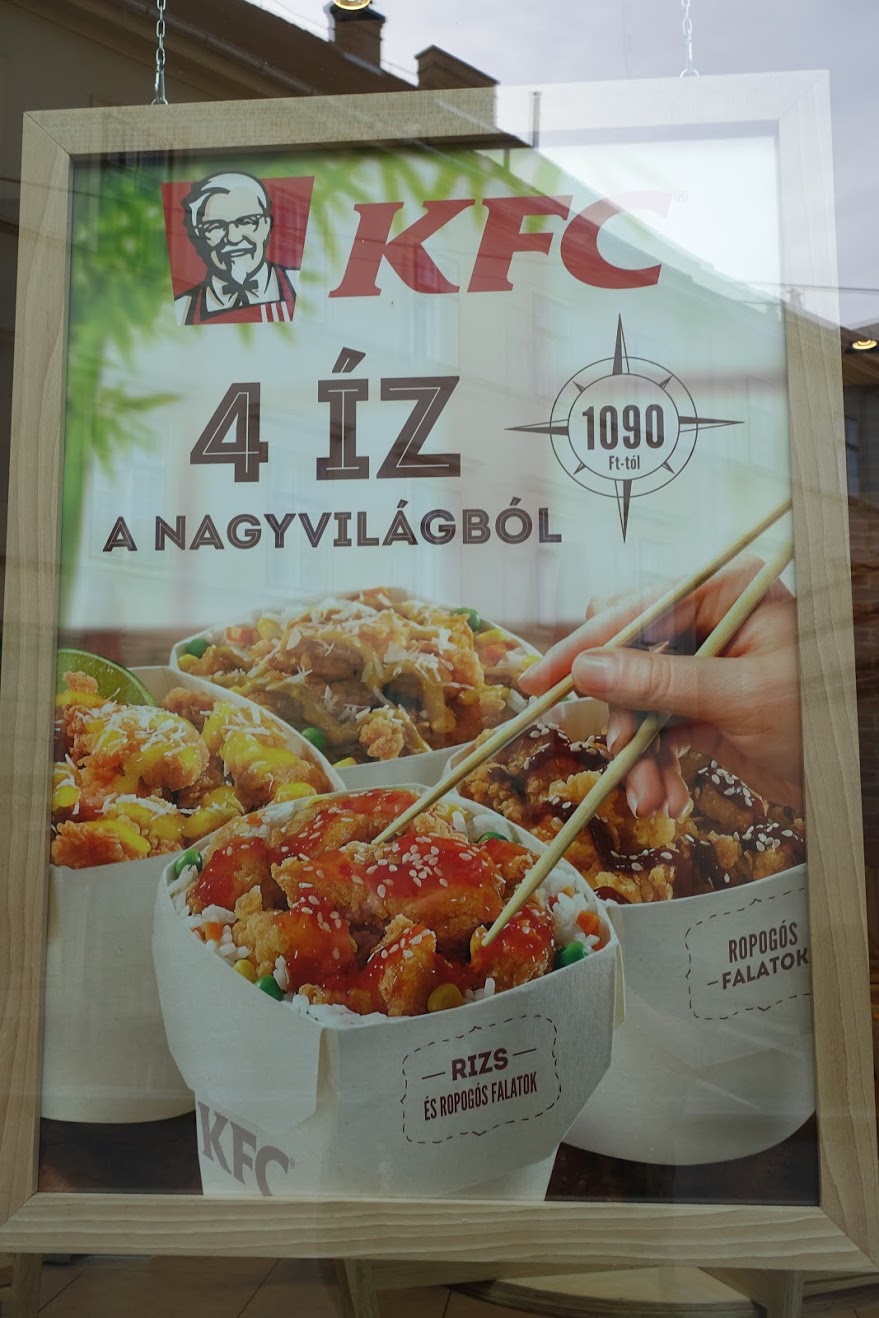 KFC®
4 ÍZ
A NAGYVILÁGBÓL
1090
Ft-tól
ROPOGÓS
FALATOK
RIZS
ÉS ROPOGÓS FALATOK
KFC